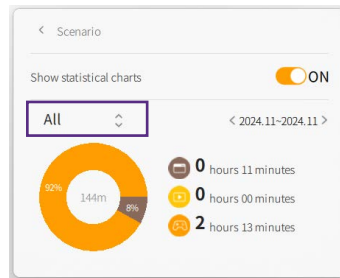 < Scenario
Show statistical charts ON
All < 2024.11~2024.11 >
92%
144m
8%
0 hours 11 minutes
0 hours 00 minutes
2 hours 13 minutes